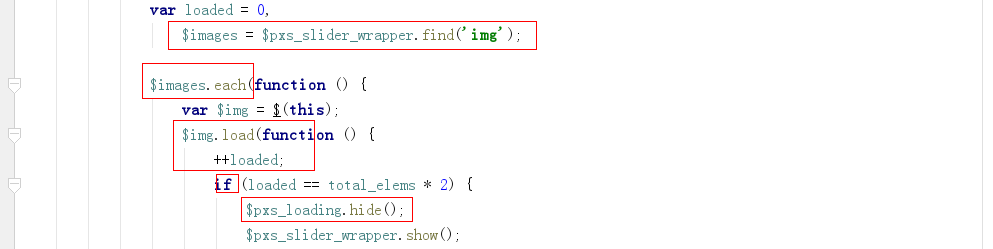 var loaded = 0,
$images = $pxs_slider_wrapper.find('img');
$images.each(function () {
var $img = $(this);
$img.load(function () {
++loaded;
if (loaded == total_elems * 2) {
$pxs_loading.hide();
$pxs_slider_wrapper.show();